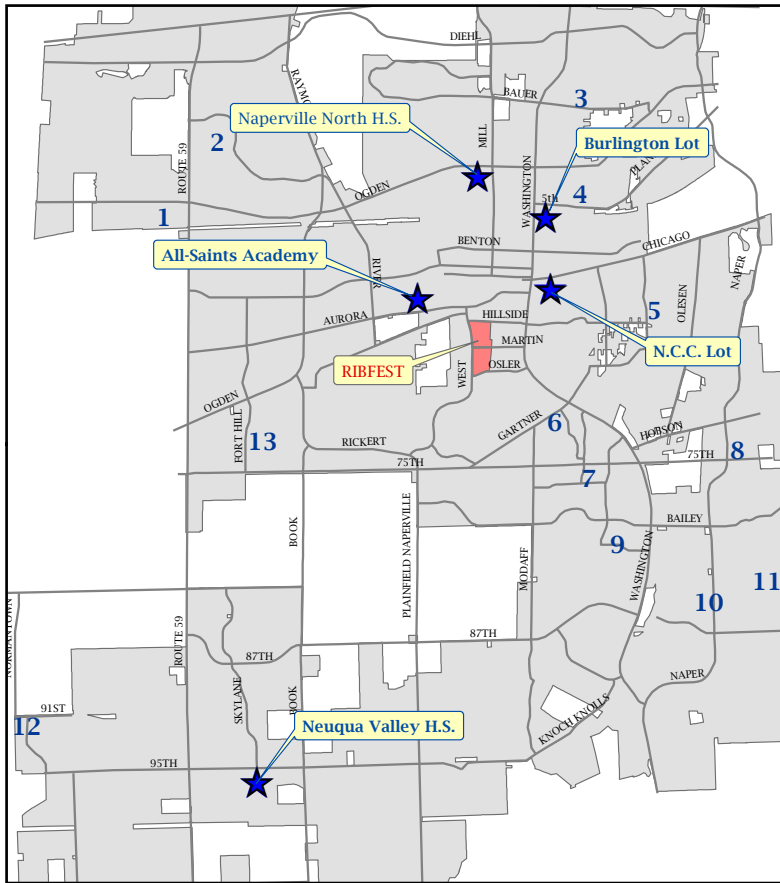 DIEHL
BAUER
3
RAYMO
Naperville North H.S.
MILL
2
Burlington Lot
ROUTE 59
WASHINGTON
PLAN
OGDEN
5th
4
1
BENTON
CHICAGO
All-Saints Academy
RIVER
NAPER
OLESEN
AURORA
HILLSIDE
5
MARTIN
N.C.C. Lot
RIBFEST
WEST
OSLER
OGDEN
GARTNER
6
HOBSON
FORT HILL
13
RICKERT
75TH
75TH
8
7
BAILEY
BOOK
PLAINFIELD NAPERVILLE
MODAFF
9
WASHINGTON
10
11
NORMANTOWN
ROUTE 59
87TH
87TH
NAPER
SKYLANE
BOOK
91ST
12
Neuqua Valley H.S.
KNOCH KNOLLS
95TH